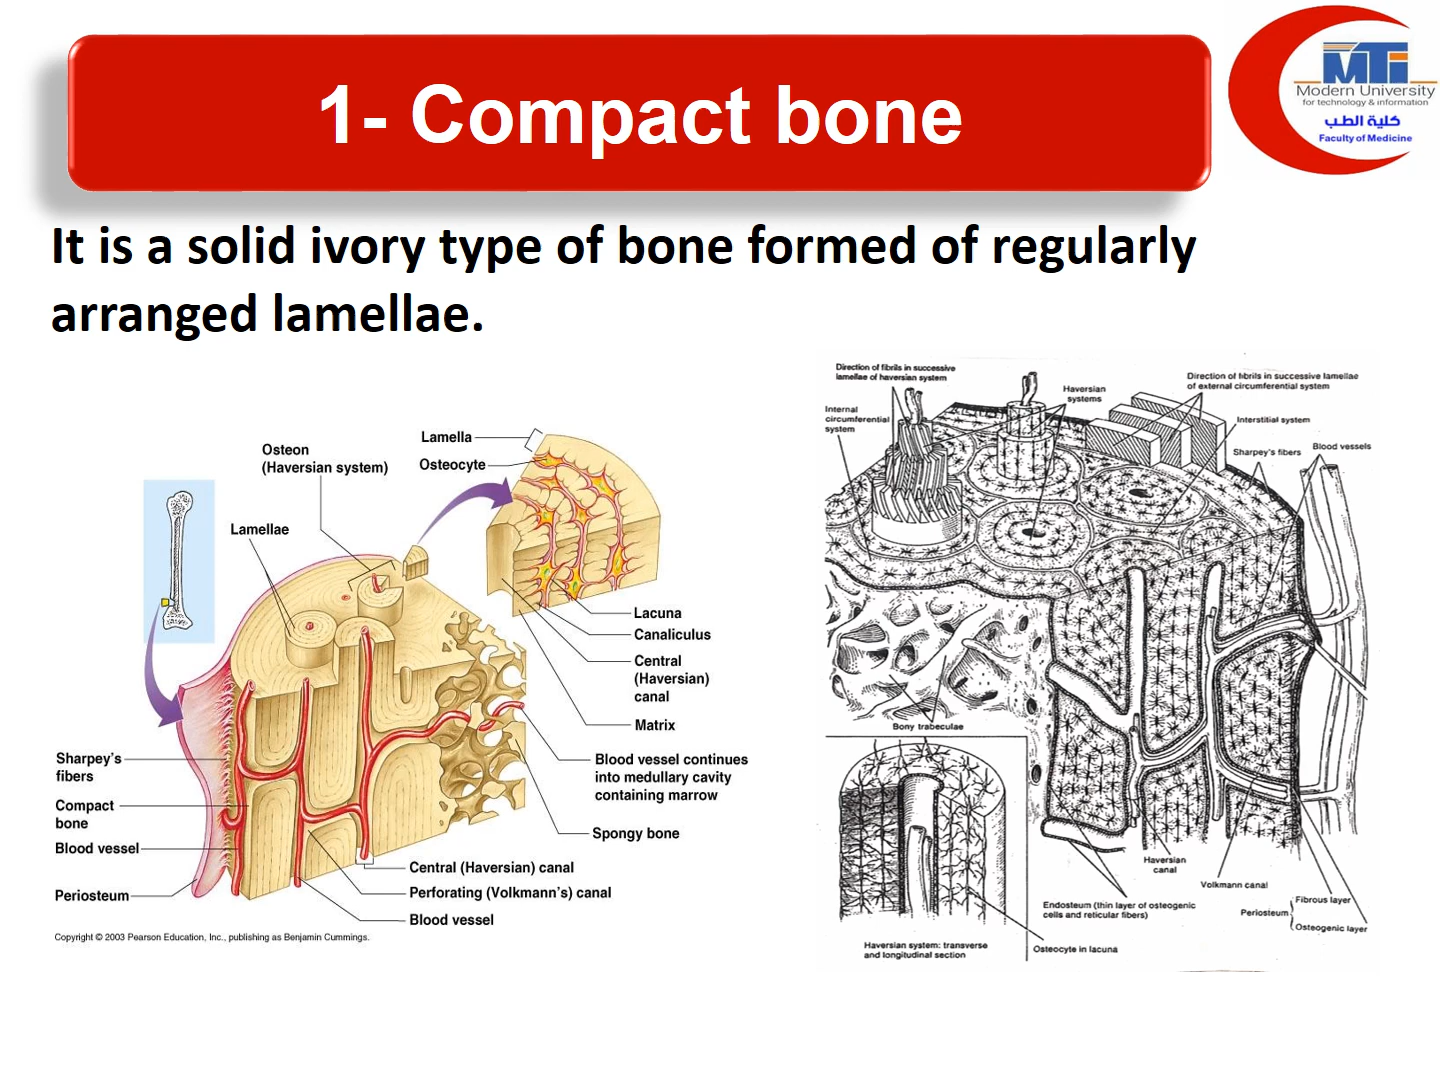 1- Compact bone
MTi
Modern University
for technology & information
كلية الطب
Faculty of Medicine
It is a solid ivory type of bone formed of regularly
arranged lamellae.
Lamella
Osteocyte
Osteon
(Haversian system)
Lamellae
Lacuna
Canaliculus
Central
(Haversian)
canal
Matrix
Blood vessel continues
into medullary cavity
containing marrow
Spongy bone
Sharpey's
fibers
Compact
bone
Blood vessel
Periosteum
Central (Haversian) canal
Perforating (Volkmann's) canal
Blood vessel
Copyright © 2003 Pearson Education, Inc., publishing as Benjamin Cummings.
Direction of fibrils in successive
lamellae of haversian system
Internal
circumferential
system
Haversian
systems
Direction of fibrils in successive lamellae
of external circumferential system
Interstitial system
Blood vessels
Sharpey's fibers
Bony trabeculae
Haversian
canal
Volkmann canal
Endosteum (thin layer of osteogenic
cells and reticular fibers)
Periosteum
Fibrous layer
Osteogenic layer
Haversian system: transverse
and longitudinal section
Osteocyte in lacuna